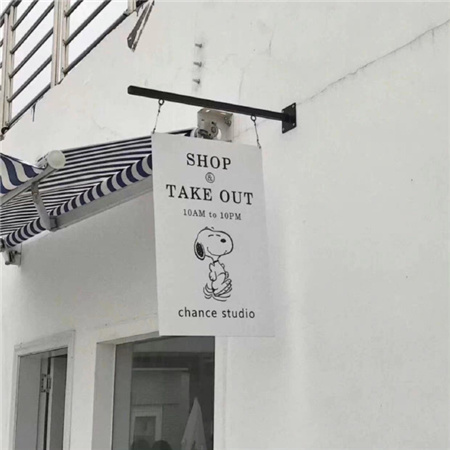 SHOP
&
TAKE OUT
10AM to 10PM
chance studio